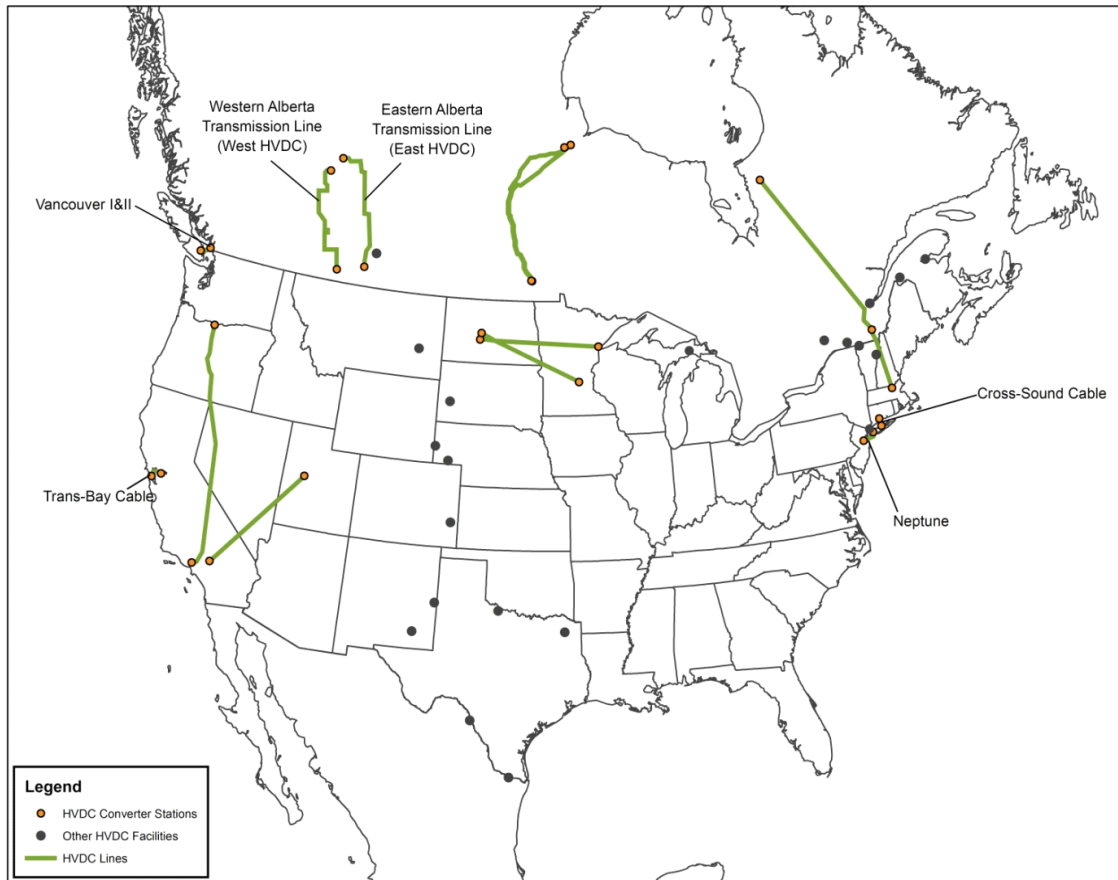 Western Alberta
Transmission Line
(West HVDC)
Eastern Alberta
Transmission Line
(East HVDC)
Vancouver I&II
Cross-Sound Cable
Trans-Bay Cable
Neptune
Legend
HVDC Converter Stations
Other HVDC Facilities
HVDC Lines